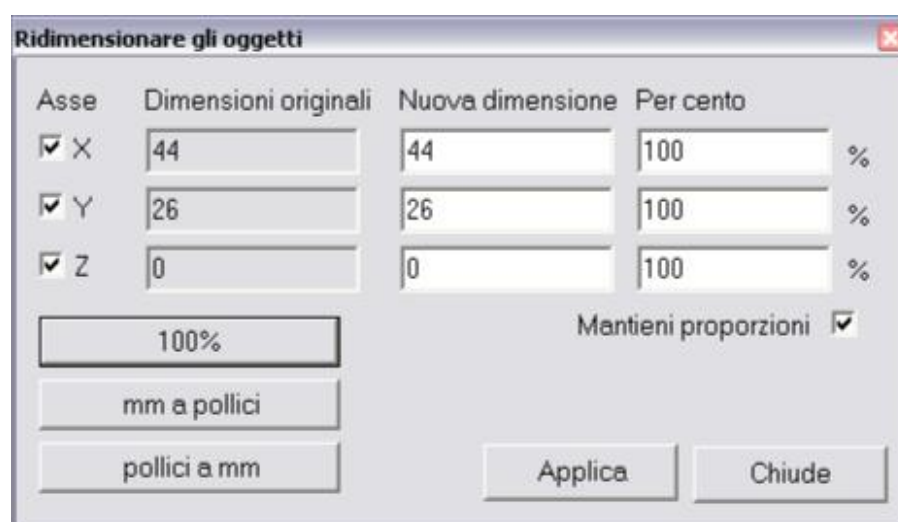 Ridimensionare gli oggetti
Asse Dimensioni originali Nuova dimensione Per cento
X 44 44 100 %
Y 26 26 100 %
Z 0 0 100 %
Mantieni proporzioni
100%
mm a pollici
pollici a mm
Applica Chiude